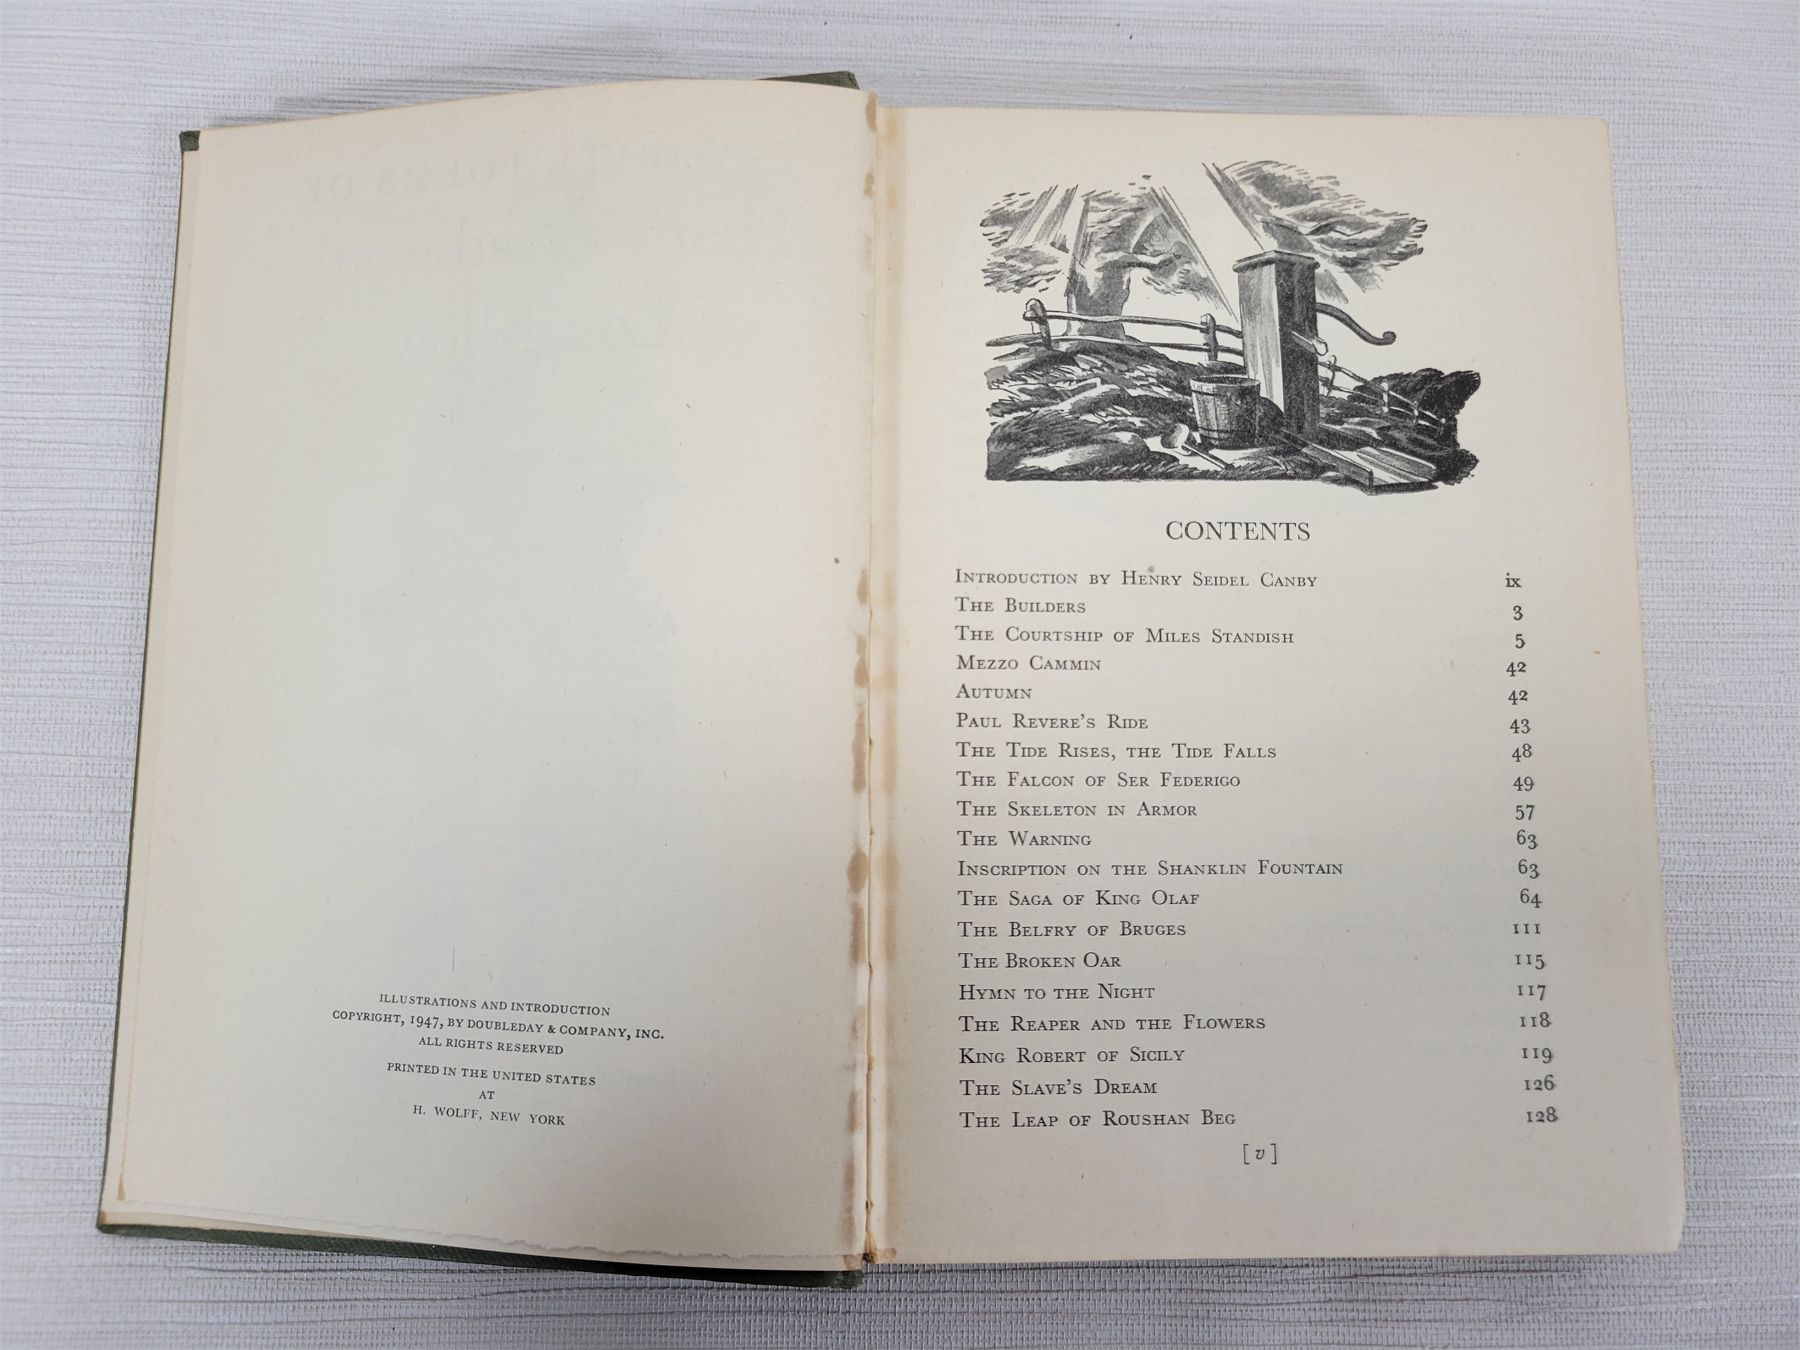 ILLUSTRATIONS AND INTRODUCTION
COPYRIGHT, 1947, BY DOUBLEDAY & COMPANY, INC.
ALL RIGHTS RESERVED
PRINTED IN THE UNITED STATES
AT
H. WOLFF, NEW YORK
CONTENTS
INTRODUCTION BY HENRY SEIDEL CANBY ix
THE BUILDERS 3
THE COURTSHIP OF MILES STANDISH 5
MEZZO CAMMIN 42
AUTUMN 42
PAUL REVERE'S RIDE 43
THE TIDE RISES, THE TIDE FALLS 48
THE FALCON OF SER FEDERIGO 49
THE SKELETON IN ARMOR 57
THE WARNING 63
INSCRIPTION ON THE SHANKLIN FOUNTAIN 63
THE SAGA OF KING OLAF 64
THE BELFRY OF BRUGES 111
THE BROKEN OAR 115
HYMN TO THE NIGHT 117
THE REAPER AND THE FLOWERS 118
KING ROBERT OF SICILY 119
THE SLAVE'S DREAM 126
THE LEAP OF ROUSHAN BEG 128
[ v ]